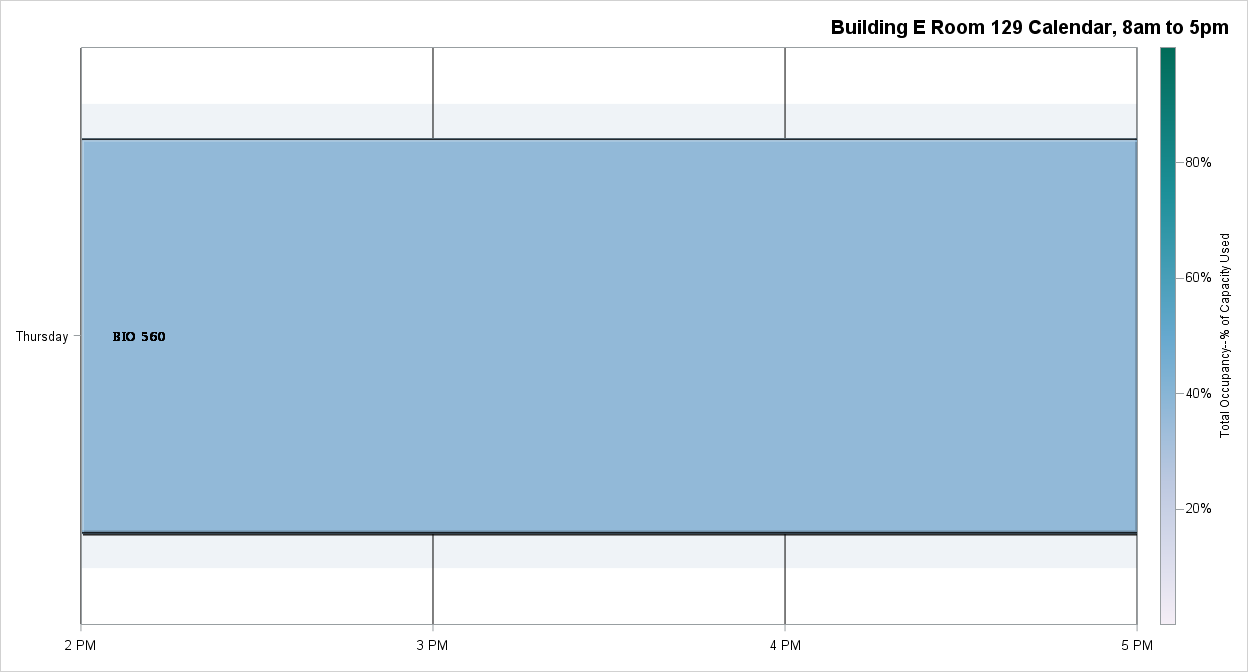 Building E Room 129 Calendar, 8am to 5pm
80%
60%
40%
20%
Total Occupancy--% of Capacity Used
Thursday
BIO 560
2 PM
3 PM
4 PM
5 PM